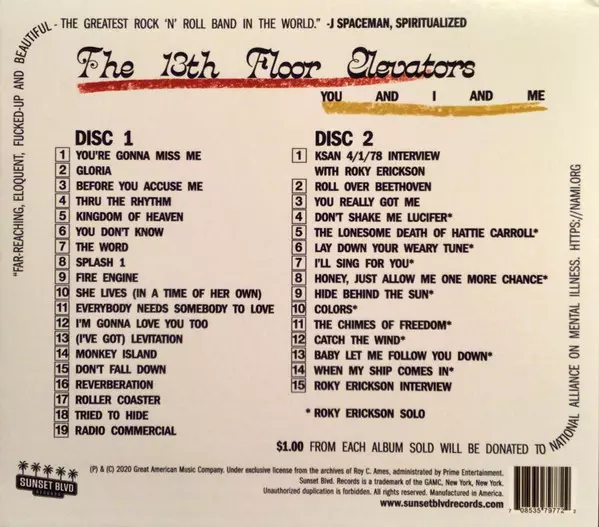 "FAR-REACHING, ELOQUENT, FUCKED-UP AND BEAUTIFUL - THE GREATEST ROCK 'N' ROLL BAND IN THE WORLD." -J SPACEMAN, SPIRITUALIZED
The 13th Floor Elevators
YOU AND I AND ME
DISC 1
1 YOU'RE GONNA MISS ME
2 GLORIA
3 BEFORE YOU ACCUSE ME
4 THRU THE RHYTHM
5 KINGDOM OF HEAVEN
6 YOU DON'T KNOW
7 THE WORD
8 SPLASH 1
9 FIRE ENGINE
10 SHE LIVES (IN A TIME OF HER OWN)
11 EVERYBODY NEEDS SOMEBODY TO LOVE
12 I'M GONNA LOVE YOU TOO
13 (I'VE GOT) LEVITATION
14 MONKEY ISLAND
15 DON'T FALL DOWN
16 REVERBERATION
17 ROLLER COASTER
18 TRIED TO HIDE
19 RADIO COMMERCIAL
DISC 2
1 KSAN 4/1/78 INTERVIEW
WITH ROKY ERICKSON
2 ROLL OVER BEETHOVEN
3 YOU REALLY GOT ME
4 DON'T SHAKE ME LUCIFER*
5 THE LONESOME DEATH OF HATTIE CARROLL*
6 LAY DOWN YOUR WEARY TUNE*
7 I'LL SING FOR YOU*
8 HONEY, JUST ALLOW ME ONE MORE CHANCE*
9 HIDE BEHIND THE SUN*
10 COLORS*
11 THE CHIMES OF FREEDOM*
12 CATCH THE WIND*
13 BABY LET ME FOLLOW YOU DOWN*
14 WHEN MY SHIP COMES IN*
15 ROKY ERICKSON INTERVIEW
* ROKY ERICKSON SOLO
$1.00 FROM EACH ALBUM SOLD WILL BE DONATED TO NATIONAL ALLIANCE ON MENTAL ILLNESS. HTTPS://NAMI.ORG
SUNSET BLVD
RECORDS
(P) & (C) 2020 Great American Music Company. Under exclusive license from the archives of Roy C. Ames, administrated by Prime Entertainment.
Sunset Blvd. Records is a trademark of the GAMC, New York, New York.
Unauthorized duplication is forbidden. All rights reserved. Manufactured in America.
www.sunsetblvdrecords.com
7 08535 79772 2